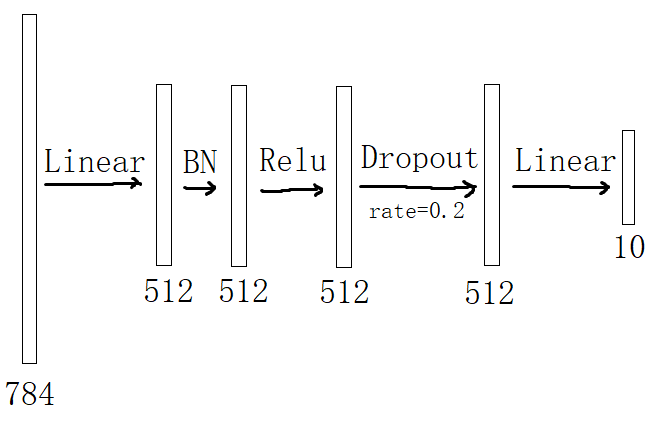 Linear BN Relu Dropout Linear
rate=0.2
10
512 512 512 512
784